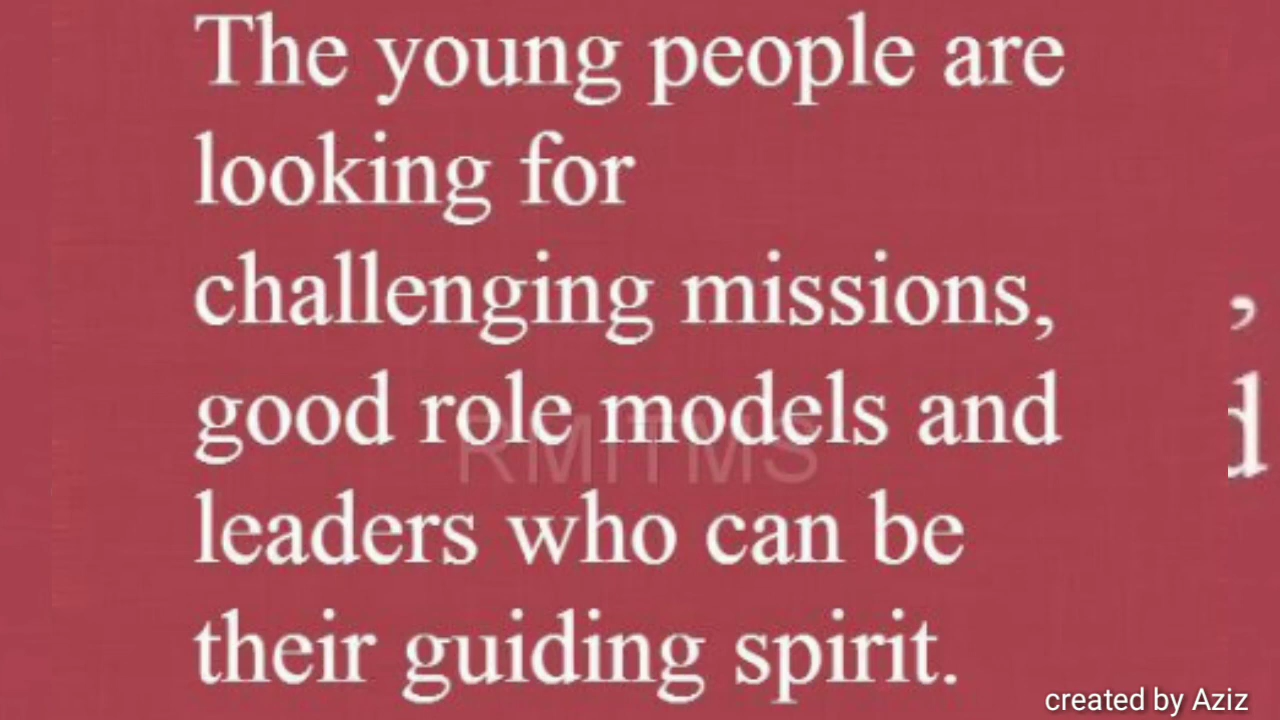 The young people are
looking for
challenging missions,
,
good role models and
d
RMITMS
leaders who can be
their guiding spirit.
created by Aziz